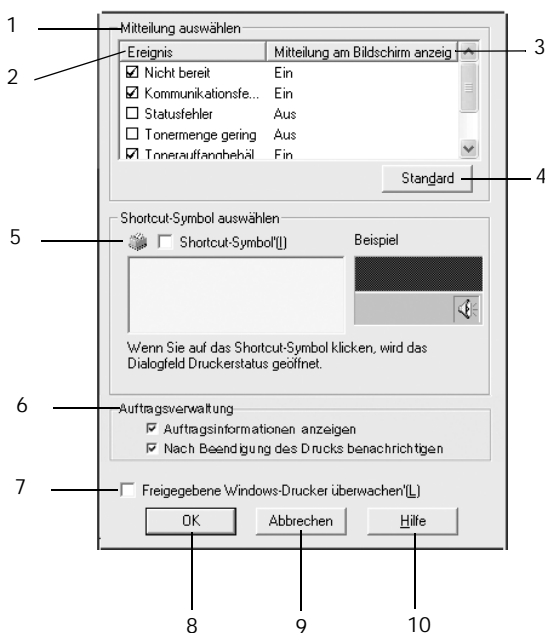 1 Mitteilung auswählen
2 Ereignis Mitteilung am Bildschirm anzeig 3
Nicht bereit Ein
Kommunikationsfe... Ein
Statusfehler Aus
Tonermenge gering Aus
Tonerauffangbehäl Ein
Standard 4
Shortcut-Symbol auswählen
5 Shortcut-Symbol'(I) Beispiel
Wenn Sie auf das Shortcut-Symbol klicken, wird das
Dialogfeld Druckerstatus geöffnet.
6 Auftragsverwaltung
Auftragsinformationen anzeigen
Nach Beendigung des Drucks benachrichtigen
7 Freigegebene Windows-Drucker überwachen'(L)
OK Abbrechen Hilfe
8 9 10